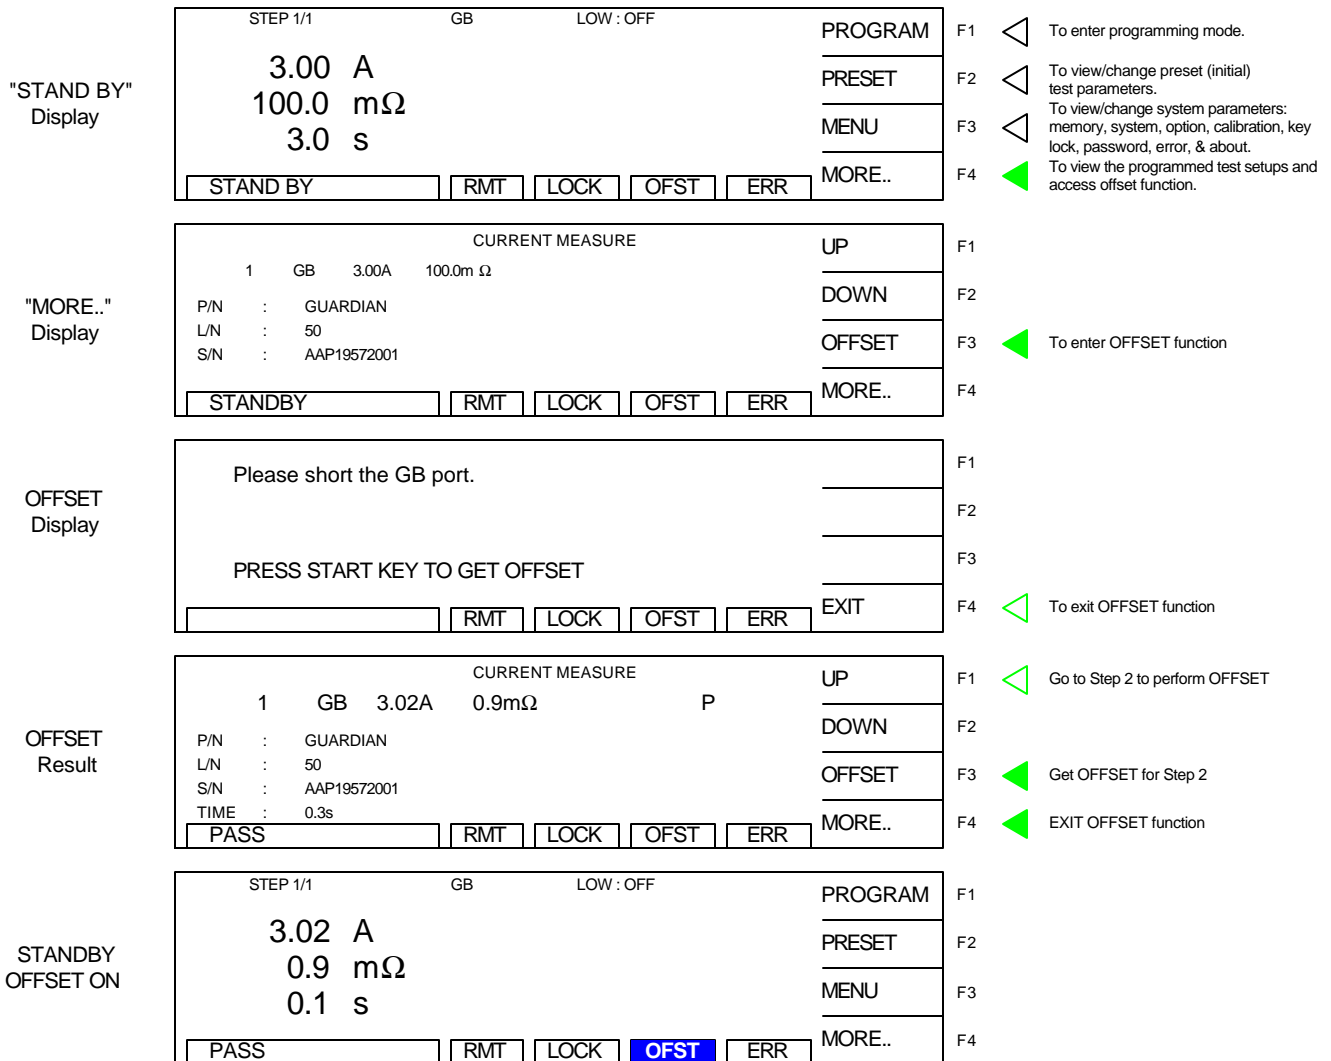 STEP 1/1 GB LOW : OFF
"STAND BY"
Display
3.00 A
100.0 mΩ
3.0 s
STAND BY RMT LOCK OFST ERR
PROGRAM F1 To enter programming mode.
PRESET F2 To view/change preset (initial)
test parameters.
MENU F3 To view/change system parameters:
memory, system, option, calibration, key
lock, password, error, & about.
MORE.. F4 To view the programmed test setups and
access offset function.
"MORE.."
Display
CURRENT MEASURE
1 GB 3.00A 100.0m Ω
P/N : GUARDIAN
L/N : 50
S/N : AAP19572001
STANDBY RMT LOCK OFST ERR
UP F1
DOWN F2
OFFSET F3 To enter OFFSET function
MORE.. F4
OFFSET
Display
Please short the GB port.
PRESS START KEY TO GET OFFSET
RMT LOCK OFST ERR
F1
F2
F3
EXIT F4 To exit OFFSET function
OFFSET
Result
CURRENT MEASURE
1 GB 3.02A 0.9mΩ P
P/N : GUARDIAN
L/N : 50
S/N : AAP19572001
TIME : 0.3s
PASS RMT LOCK OFST ERR
UP F1 Go to Step 2 to perform OFFSET
DOWN F2
OFFSET F3 Get OFFSET for Step 2
MORE.. F4 EXIT OFFSET function
STANDBY
OFFSET ON
STEP 1/1 GB LOW : OFF
3.02 A
0.9 mΩ
0.1 s
PASS RMT LOCK OFST ERR
PROGRAM F1
PRESET F2
MENU F3
MORE.. F4